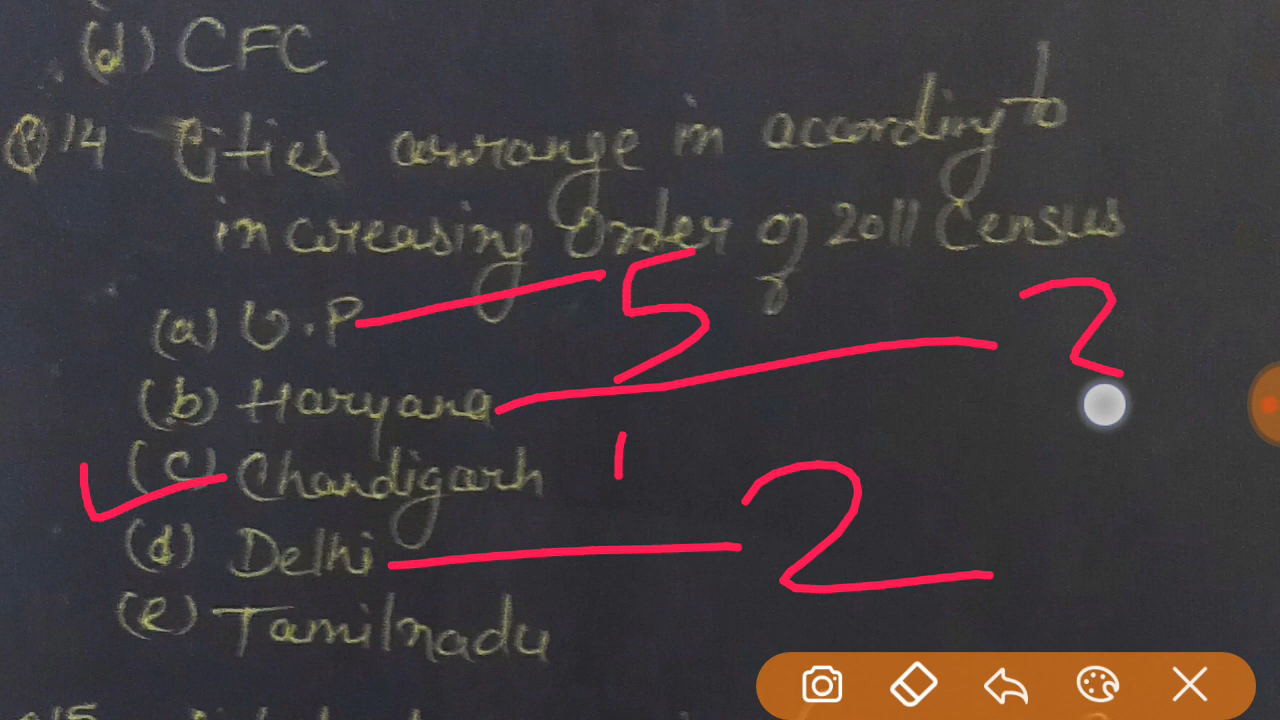 (d) CFC
Q14 Cities arrange in according to
increasing order of 2011 Census
(a) U.P 5
(b) Haryana
(c) Chandigarh 1
(d) Delhi 2
(e) Tamilnadu